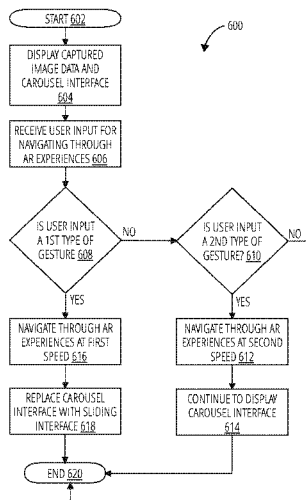 START 602
600
DISPLAY CAPTURED
IMAGE DATA AND
CAROUSEL INTERFACE
604
RECEIVE USER INPUT FOR
NAVIGATING THROUGH
AR EXPERIENCES 606
IS USER INPUT
A 1ST TYPE OF
GESTURE 608
NO
IS USER INPUT
A 2ND TYPE OF
GESTURE? 610
NO
YES
YES
NAVIGATE THROUGH AR
EXPERIENCES AT FIRST
SPEED 616
NAVIGATE THROUGH AR
EXPERIENCES AT SECOND
SPEED 612
REPLACE CAROUSEL
INTERFACE WITH SLIDING
INTERFACE 618
CONTINUE TO DISPLAY
CAROUSEL INTERFACE
614
END 620